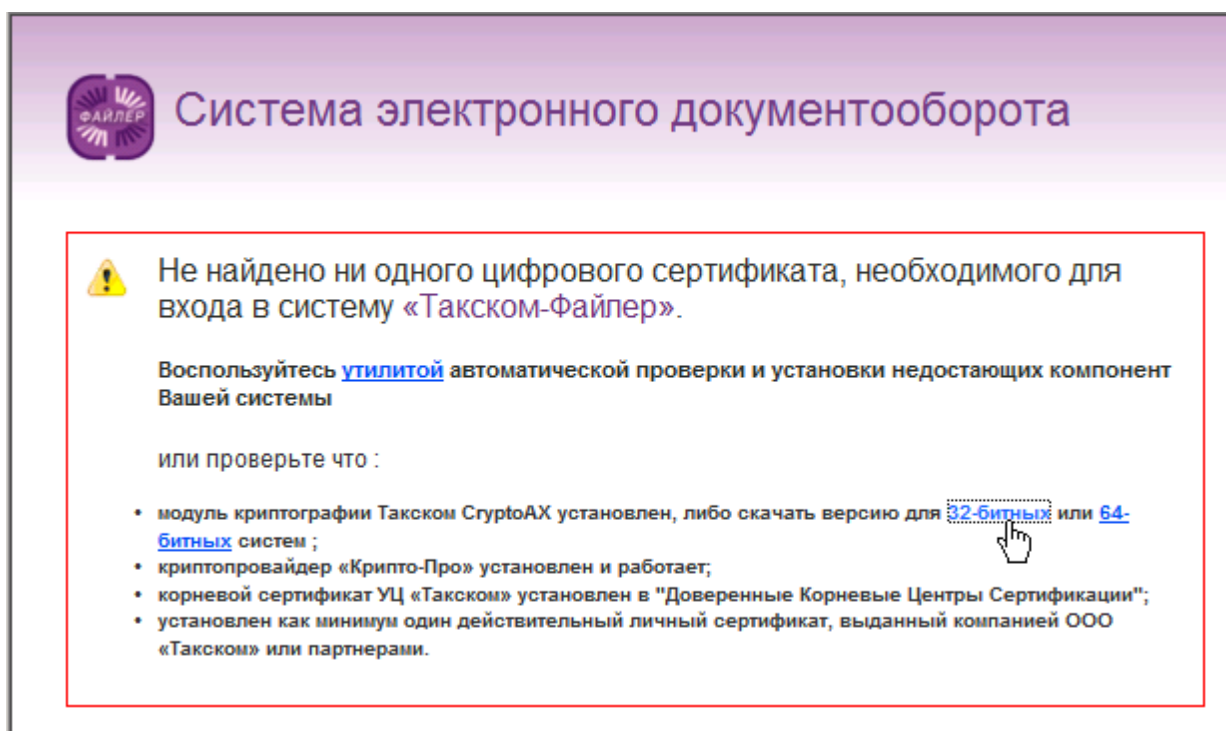 ФАЙЛЕР
Система электронного документооборота
Не найдено ни одного цифрового сертификата, необходимого для
входа в систему «Такском-Файлер».
Воспользуйтесь утилитой автоматической проверки и установки недостающих компонент
Вашей системы
или проверьте что :
• модуль криптографии Такском CryptoAX установлен, либо скачать версию для 32-битных или 64-
битных систем ;
• криптопровайдер «Крипто-Про» установлен и работает;
• корневой сертификат УЦ «Такском» установлен в "Доверенные Корневые Центры Сертификации";
• установлен как минимум один действительный личный сертификат, выданный компанией ООО
«Такском» или партнерами.